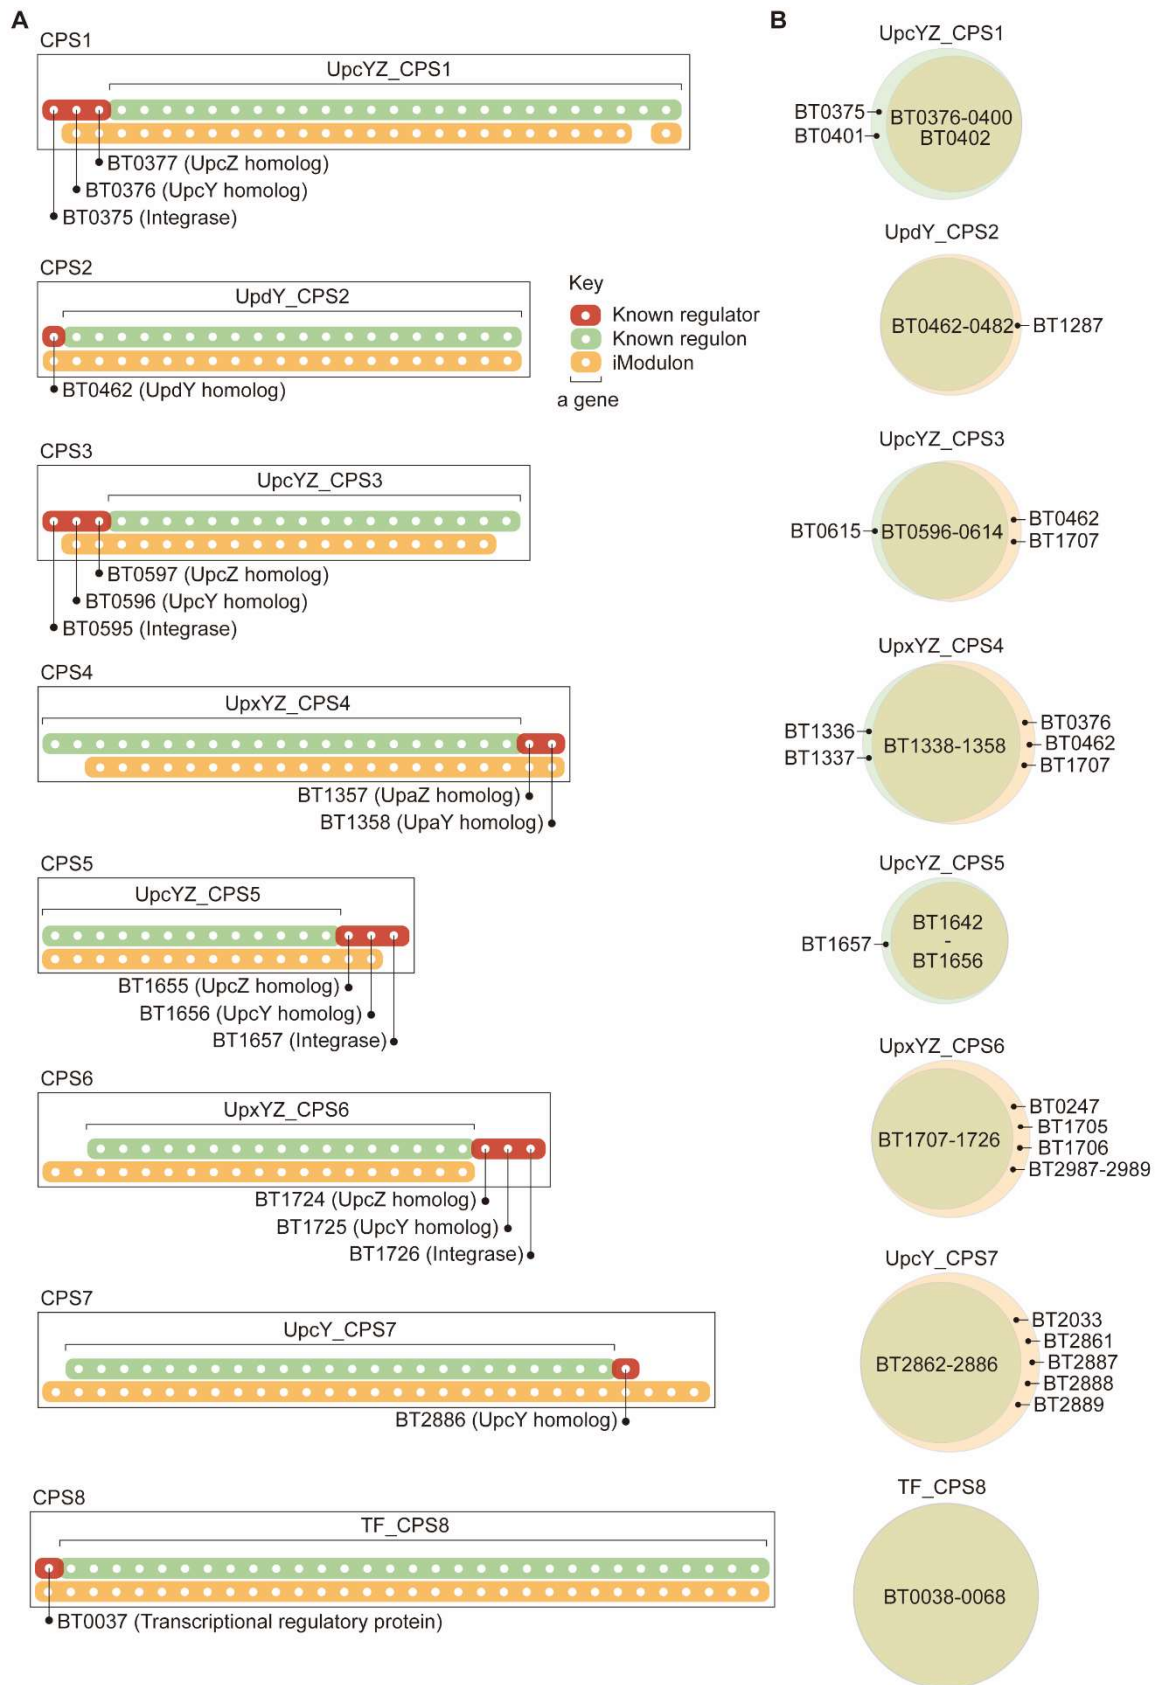 A
CPS1
UpcYZ_CPS1
BT0377 (UpcZ homolog)
BT0376 (UpcY homolog)
BT0375 (Integrase)
CPS2
UpdY_CPS2
BT0462 (UpdY homolog)
Key
Known regulator
Known regulon
iModulon
a gene
CPS3
UpcYZ_CPS3
BT0597 (UpcZ homolog)
BT0596 (UpcY homolog)
BT0595 (Integrase)
CPS4
UpxYZ_CPS4
BT1357 (UpaZ homolog)
BT1358 (UpaY homolog)
CPS5
UpcYZ_CPS5
BT1655 (UpcZ homolog)
BT1656 (UpcY homolog)
BT1657 (Integrase)
CPS6
UpxYZ_CPS6
BT1724 (UpcZ homolog)
BT1725 (UpcY homolog)
BT1726 (Integrase)
CPS7
UpcY_CPS7
BT2886 (UpcY homolog)
CPS8
TF_CPS8
BT0037 (Transcriptional regulatory protein)
B
UpcYZ_CPS1
BT0375
BT0401
BT0376-0400
BT0402
UpdY_CPS2
BT0462-0482
BT1287
UpcYZ_CPS3
BT0615
BT0596-0614
BT0462
BT1707
UpxYZ_CPS4
BT1336
BT1337
BT1338-1358
BT0376
BT0462
BT1707
UpcYZ_CPS5
BT1657
BT1642
-
BT1656
UpxYZ_CPS6
BT1707-1726
BT0247
BT1705
BT1706
BT2987-2989
UpcY_CPS7
BT2862-2886
BT2033
BT2861
BT2887
BT2888
BT2889
TF_CPS8
BT0038-0068